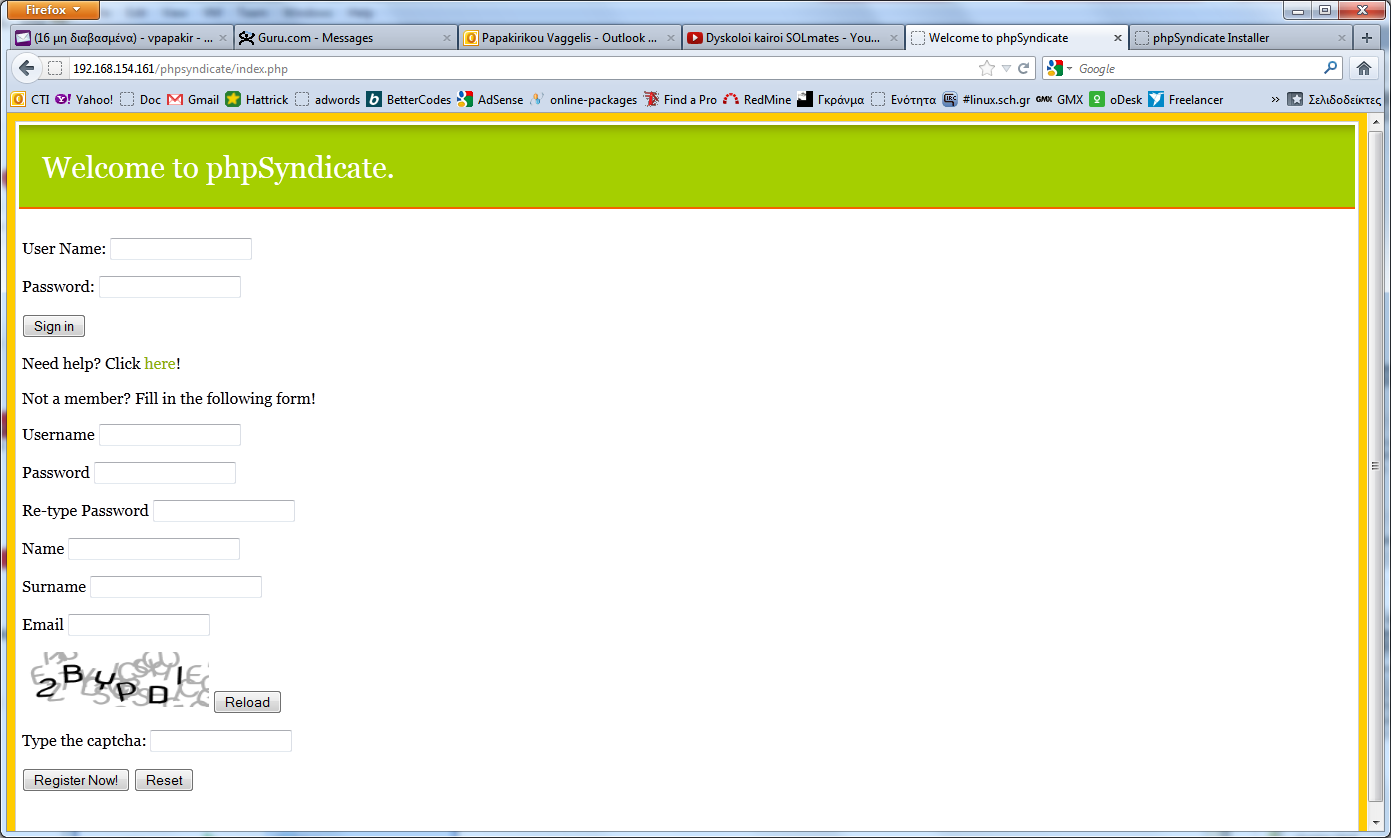 Firefox
(16 μη διαβασμένα) - vpapakir - ...
Guru.com - Messages
Papakirikou Vaggelis - Outlook ...
Dyskoloi kairoi SOLmates - You...
Welcome to phpSyndicate
phpSyndicate Installer
192.168.154.161/phpsyndicate/index.php
Google
CTI
Yahoo!
Doc
Gmail
Hattrick
adwords
BetterCodes
AdSense
online-packages
Find a Pro
RedMine
Γκράνμα
Ενότητα
#linux.sch.gr
GMX
oDesk
Freelancer
»
Σελιδοδείκτες
Welcome to phpSyndicate.
User Name:
Password:
Sign in
Need help? Click here!
Not a member? Fill in the following form!
Username
Password
Re-type Password
Name
Surname
Email
2BYPDI
Reload
Type the captcha:
Register Now!
Reset